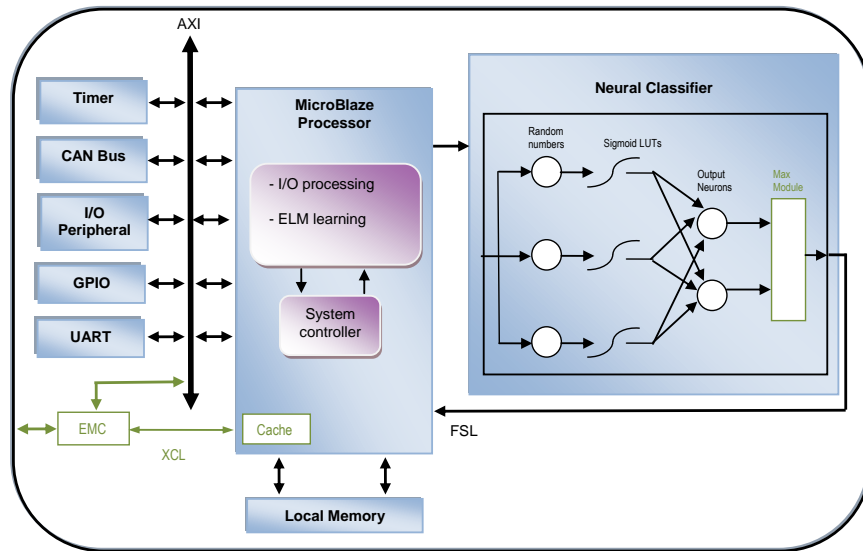 AXI
Timer
CAN Bus
I/O
Peripheral
GPIO
UART
EMC
XCL
MicroBlaze
Processor
- I/O processing
- ELM learning
System
controller
Cache
Local Memory
FSL
Neural Classifier
Random
numbers
Sigmoid LUTs
Output
Neurons
Max
Module